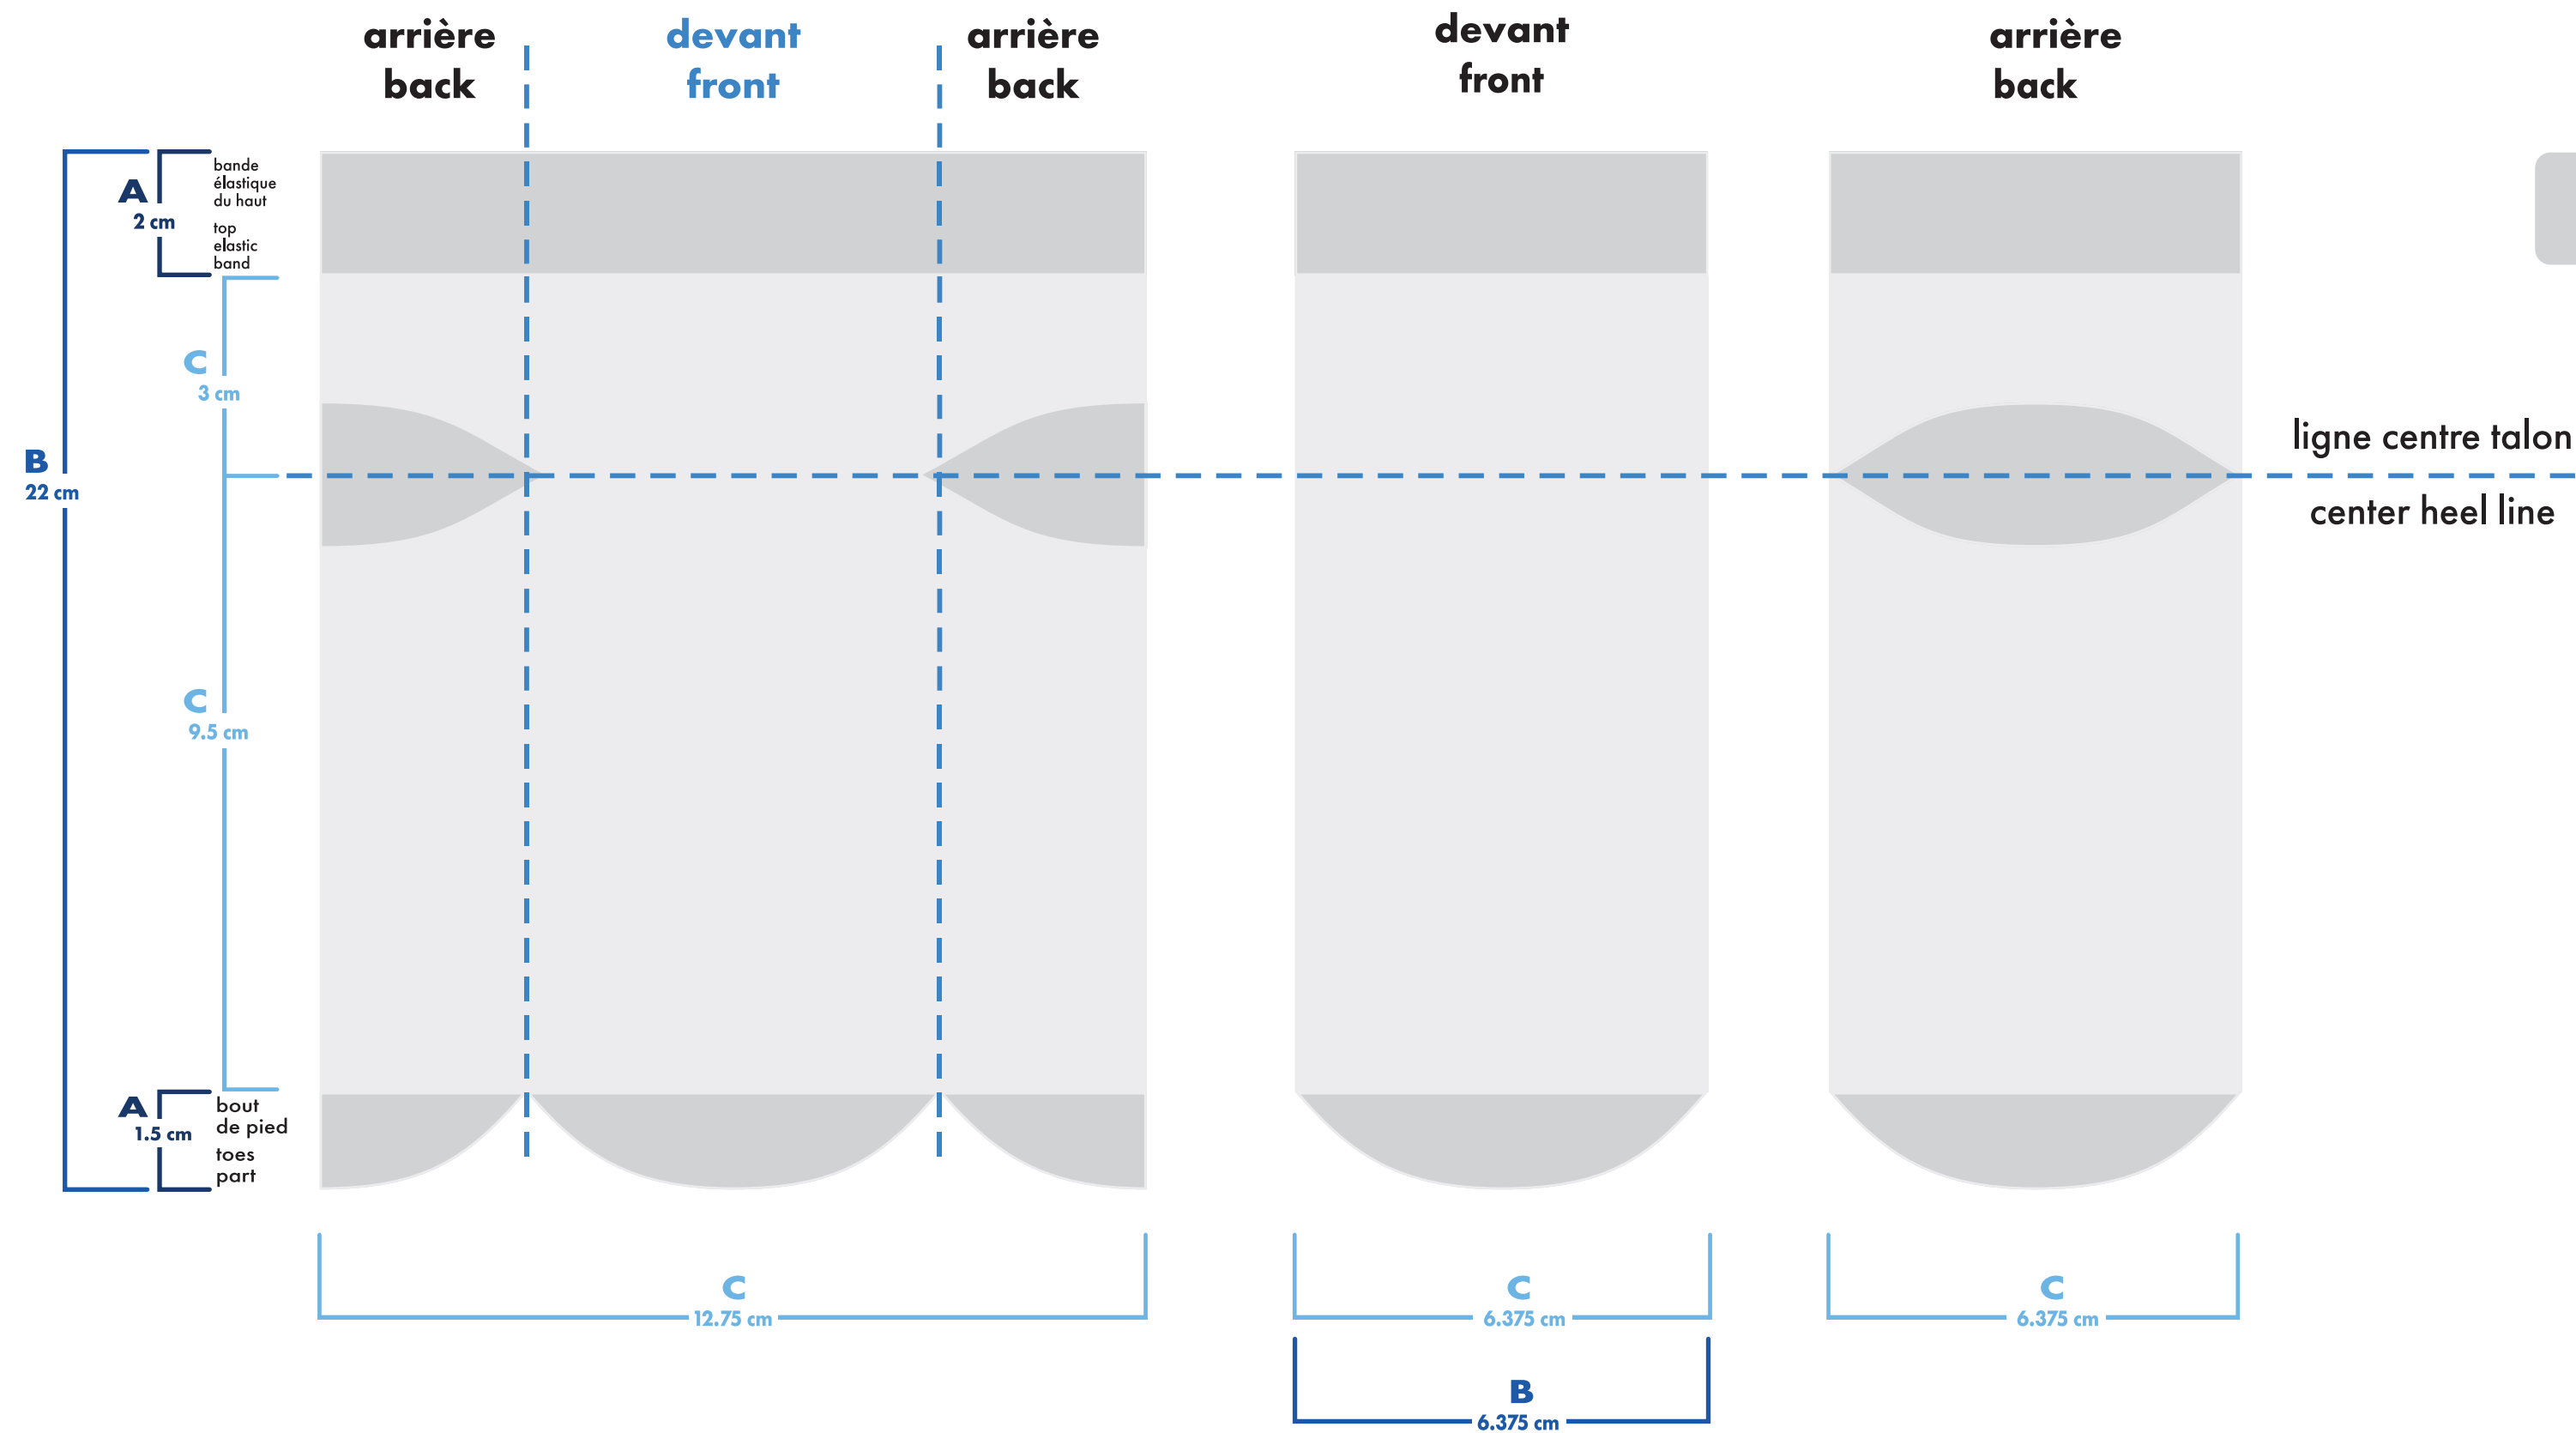 arrière
back
devant
front
arrière
back
devant
front
arrière
back
A
2 cm
bande
élastique
du haut
top
elastic
band
C
3 cm
B
22 cm
ligne centre talon
center heel line
C
9.5 cm
A
1.5 cm
bout
de pied
toes
part
C
12.75 cm
C
6.375 cm
C
6.375 cm
B
6.375 cm